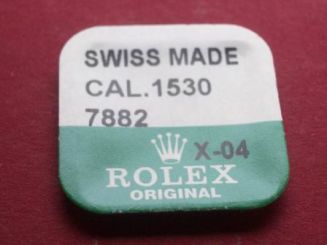 SWISS MADE
CAL.1530
7882
X-04
ROLEX
ORIGINAL